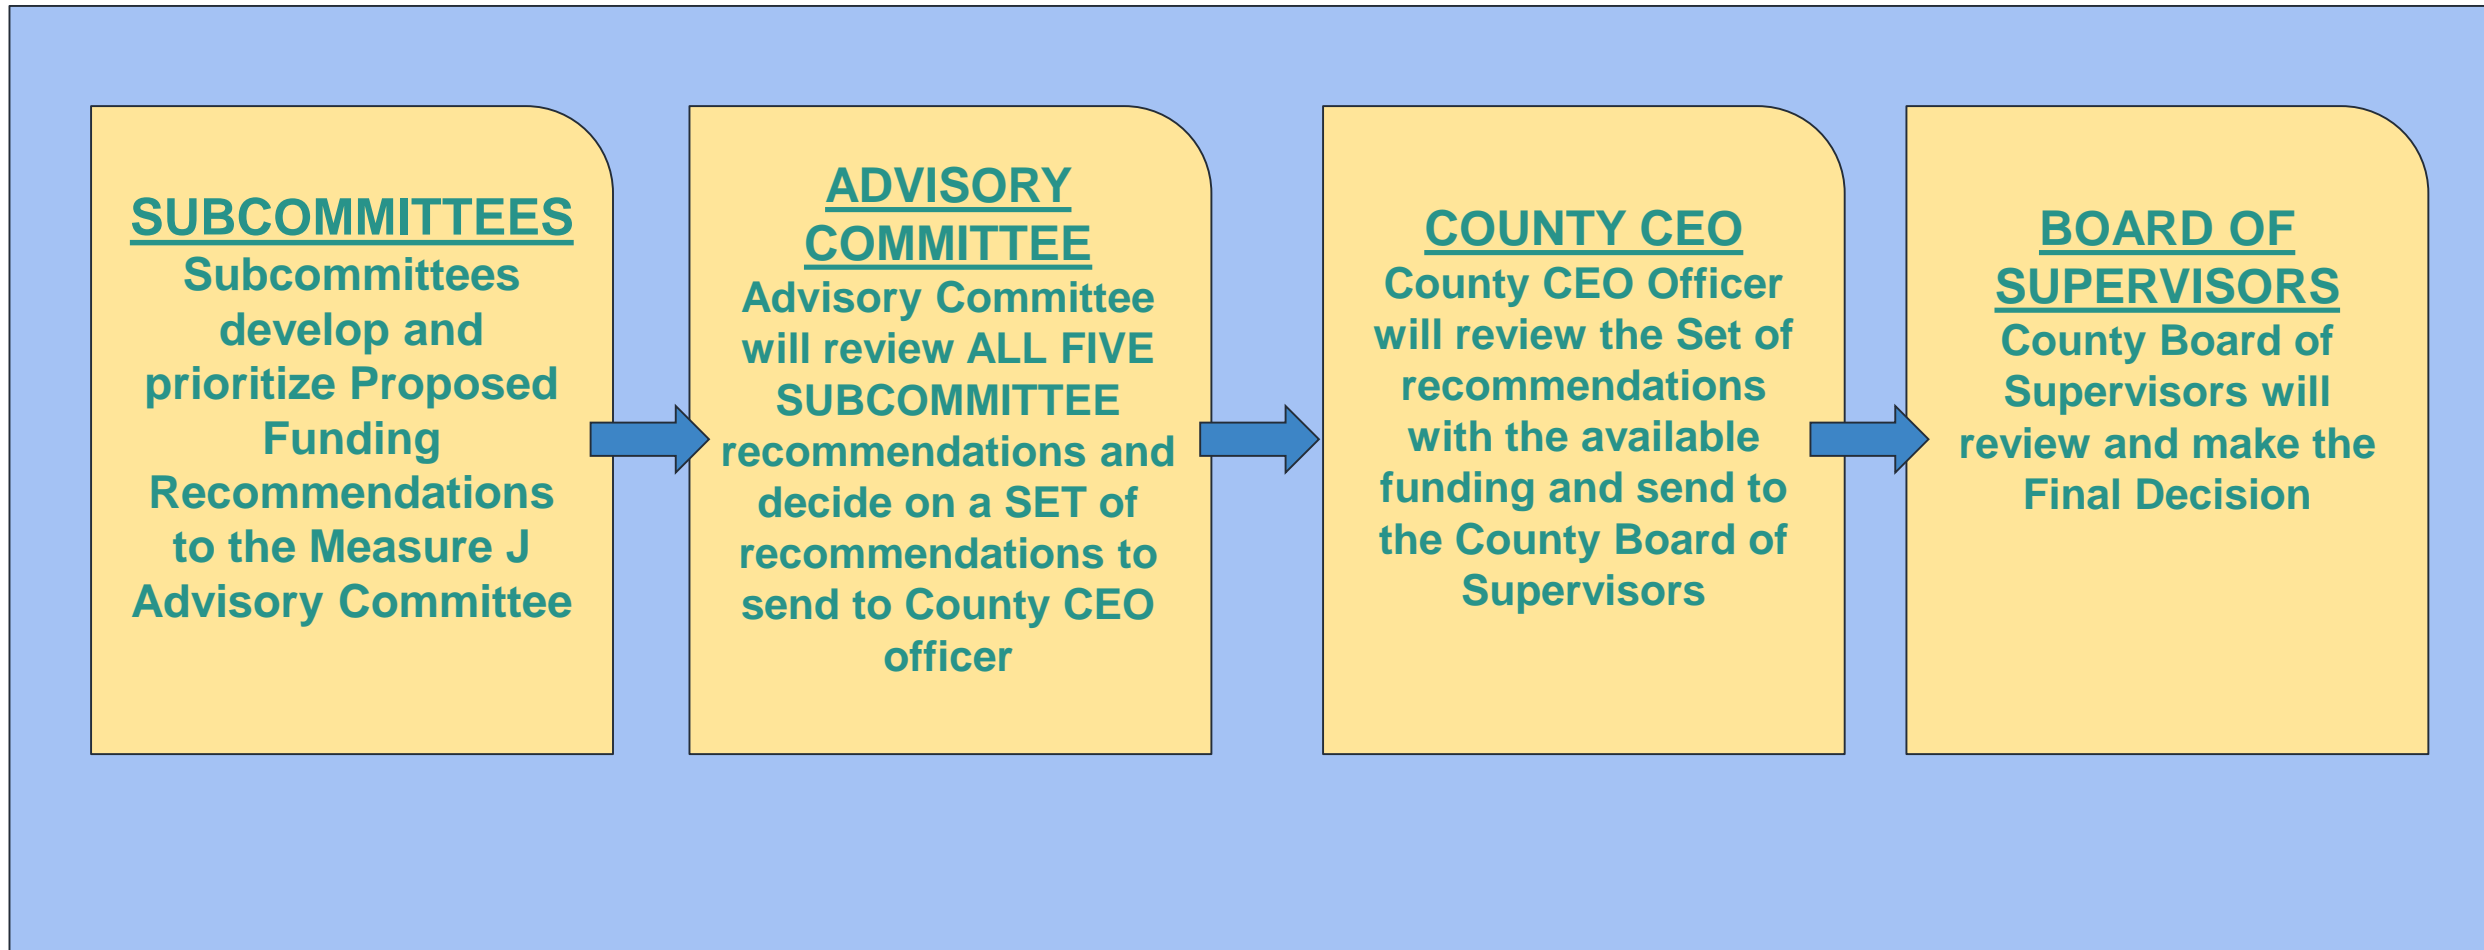 SUBCOMMITTEES
Subcommittees
develop and
prioritize Proposed
Funding
Recommendations
to the Measure J
Advisory Committee
ADVISORY
COMMITTEE
Advisory Committee
will review ALL FIVE
SUBCOMMITTEE
recommendations and
decide on a SET of
recommendations to
send to County CEO
officer
COUNTY CEO
County CEO Officer
will review the Set of
recommendations
with the available
funding and send to
the County Board of
Supervisors
BOARD OF
SUPERVISORS
County Board of
Supervisors will
review and make the
Final Decision